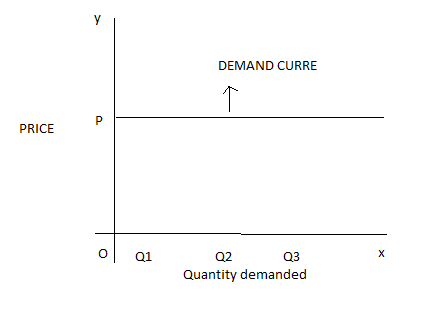 y
DEMAND CURRE
P
PRICE
O Q1 Q2 Q3 x
Quantity demanded